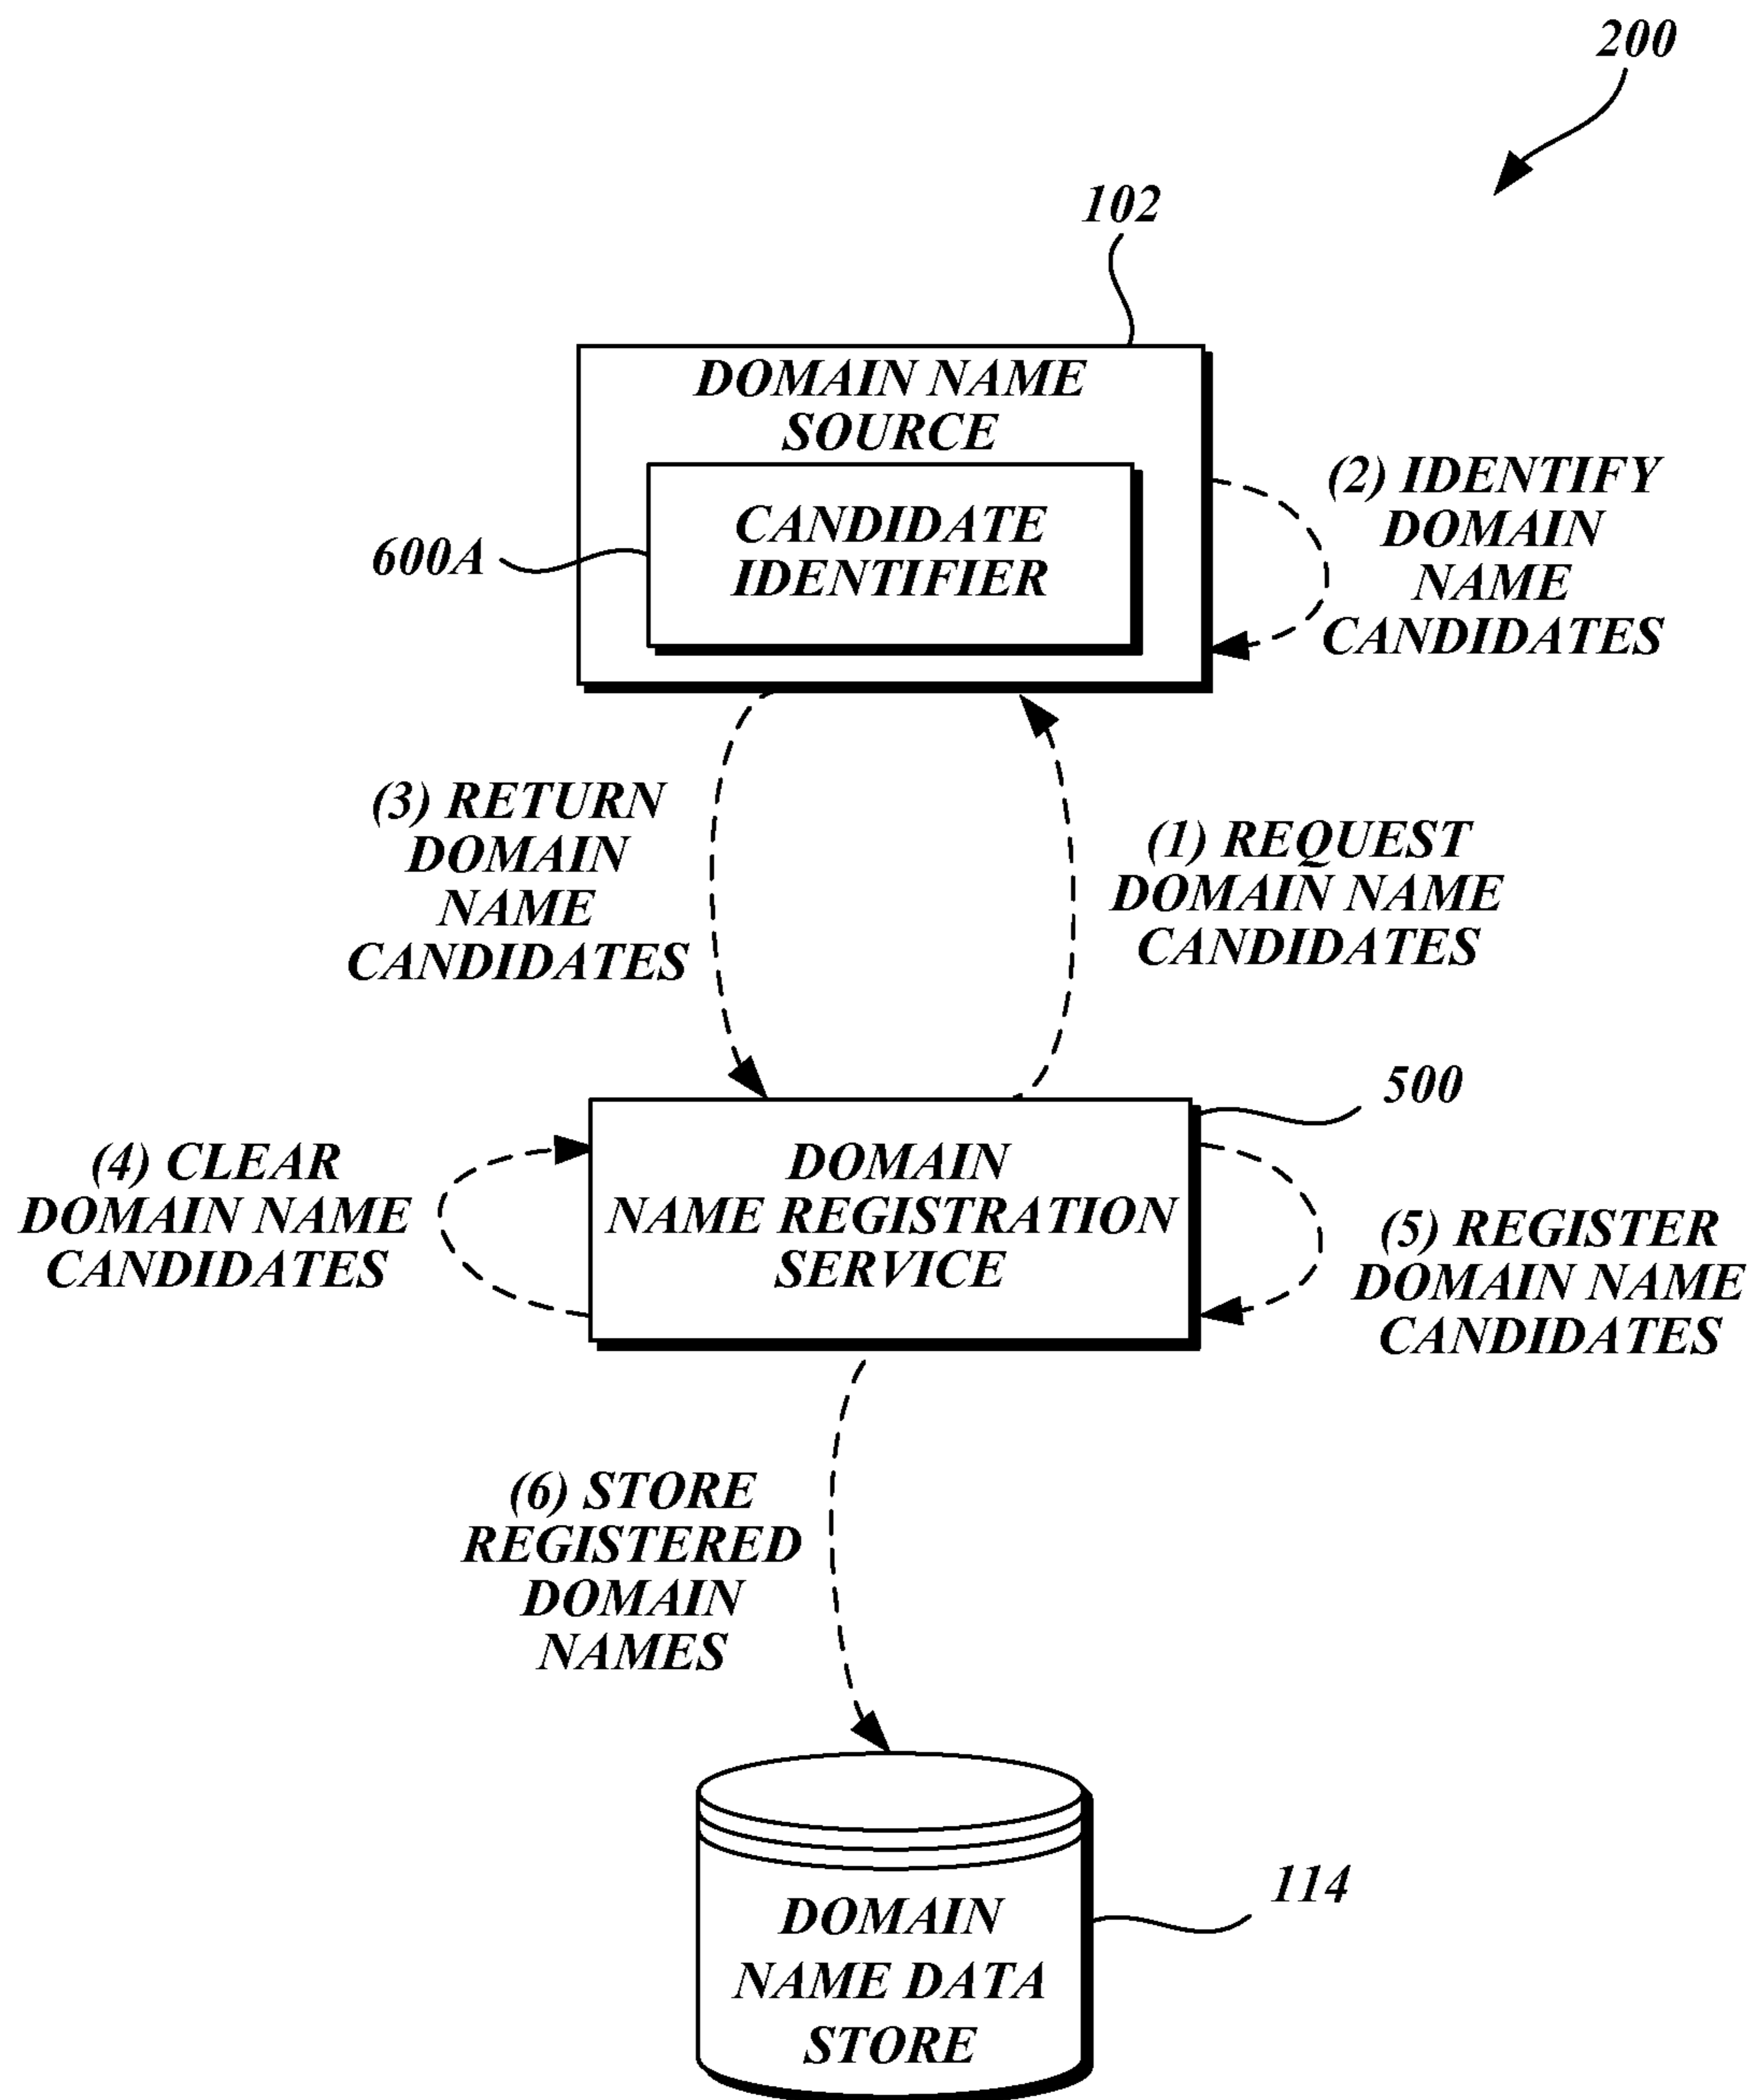 200
102
DOMAIN NAME
SOURCE
CANDIDATE
IDENTIFIER
600A
(2) IDENTIFY
DOMAIN
NAME
CANDIDATES
(3) RETURN
DOMAIN
NAME
CANDIDATES
(1) REQUEST
DOMAIN NAME
CANDIDATES
500
(4) CLEAR
DOMAIN NAME
CANDIDATES
DOMAIN
NAME REGISTRATION
SERVICE
(5) REGISTER
DOMAIN NAME
CANDIDATES
(6) STORE
REGISTERED
DOMAIN
NAMES
114
DOMAIN
NAME DATA
STORE